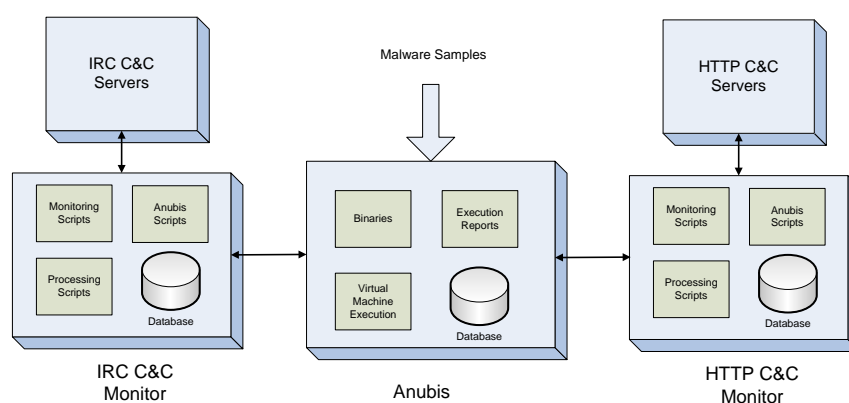 IRC C&C
Servers
Malware Samples
HTTP C&C
Servers
Monitoring
Scripts
Anubis
Scripts
Processing
Scripts
Database
IRC C&C
Monitor
Binaries
Execution
Reports
Virtual
Machine
Execution
Database
Anubis
Monitoring
Scripts
Anubis
Scripts
Processing
Scripts
Database
HTTP C&C
Monitor